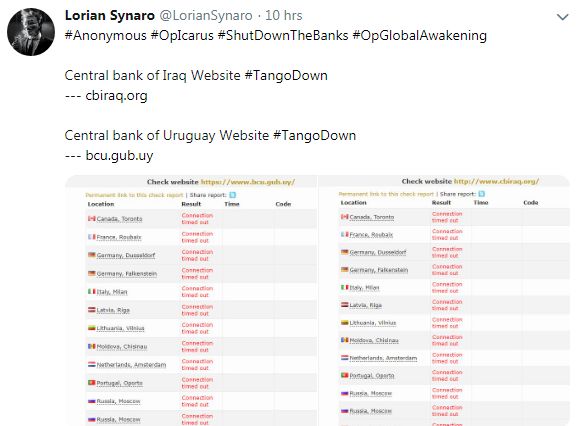 Lorian Synaro @LorianSynaro · 10 hrs
#Anonymous #OpIcarus #ShutDownTheBanks #OpGlobalAwakening
Central bank of Iraq Website #TangoDown
--- cbiraq.org
Central bank of Uruguay Website #TangoDown
--- bcu.gub.uy
Check website https://www.bcu.gub.uy/
Permanent link to this check report | Share report:
Location Result Time Code
Canada, Toronto Connection
timed out
France, Roubaix Connection
timed out
Germany, Dusseldorf Connection
timed out
Germany, Falkenstein Connection
timed out
Italy, Milan Connection
timed out
Latvia, Riga Connection
timed out
Lithuania, Vilnius Connection
timed out
Moldova, Chisinau Connection
timed out
Netherlands, Amsterdam Connection
timed out
Portugal, Oporto Connection
timed out
Russia, Moscow Connection
timed out
Russia, Moscow Connection
timed out
Check website http://www.cbiraq.org/
Permanent link to this check report | Share report:
Location Result Time Code
Canada, Toronto Connection
timed out
France, Roubaix Connection
timed out
Germany, Dusseldorf Connection
timed out
Germany, Falkenstein Connection
timed out
Italy, Milan Connection
timed out
Latvia, Riga Connection
timed out
Lithuania, Vilnius Connection
timed out
Moldova, Chisinau Connection
timed out
Netherlands, Amsterdam Connection
timed out
Portugal, Oporto Connection
timed out
Russia, Moscow Connection
timed out
Russia, Moscow Connection